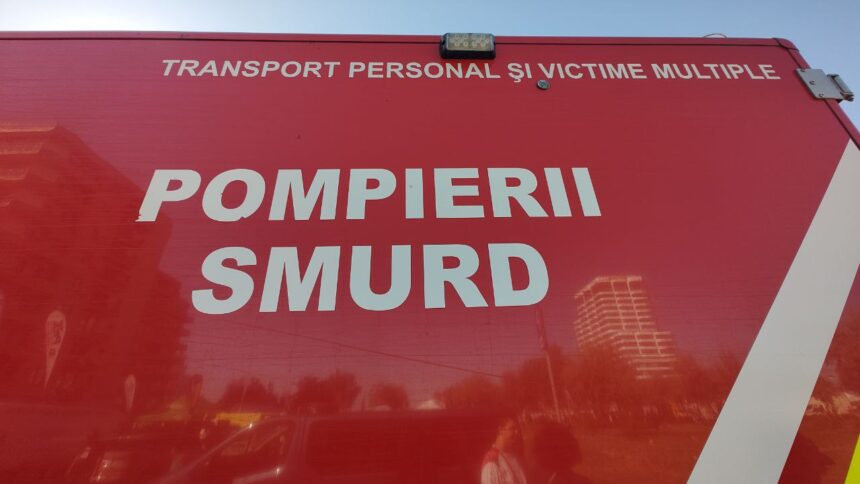 TRANSPORT PERSONAL ŞI VICTIME MULTIPLE
POMPIERII
SMURD